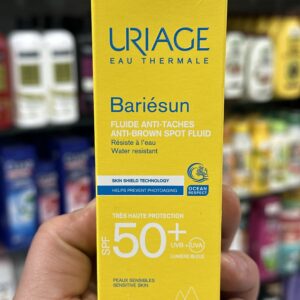 URIAGE
EAU THERMALE
Bariésun
FLUIDE ANTI-TACHES
ANTI-BROWN SPOT FLUID
Résiste à l'eau
Water resistant
SKIN SHIELD TECHNOLOGY
HELPS PREVENT PHOTOAGING
OCEAN
RESPECT
TRÈS HAUTE PROTECTION
SPF 50+
UVB + UVA
LUMIÈRE BLEUE
PEAUX SENSIBLES
SENSITIVE SKIN